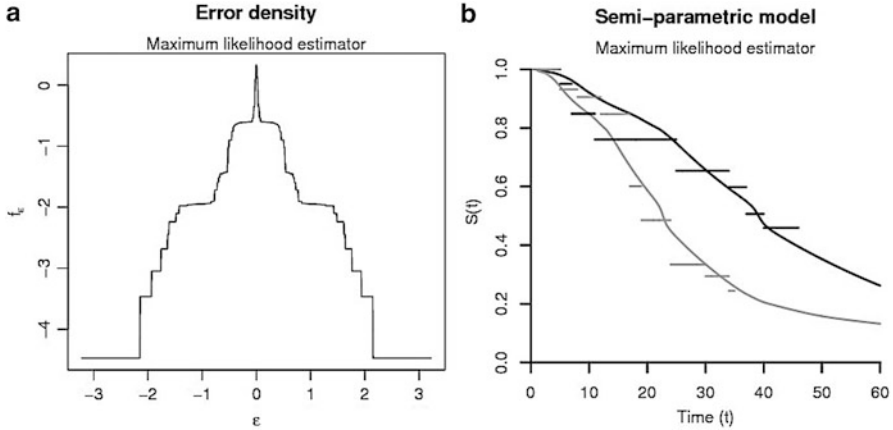 a
Error density
Maximum likelihood estimator
0
−1
−2
−3
−4
fε
−3 −2 −1 0 1 2 3
ε
b
Semi−parametric model
Maximum likelihood estimator
1.0
0.8
0.6
0.4
0.2
0.0
S(t)
0 10 20 30 40 50 60
Time (t)